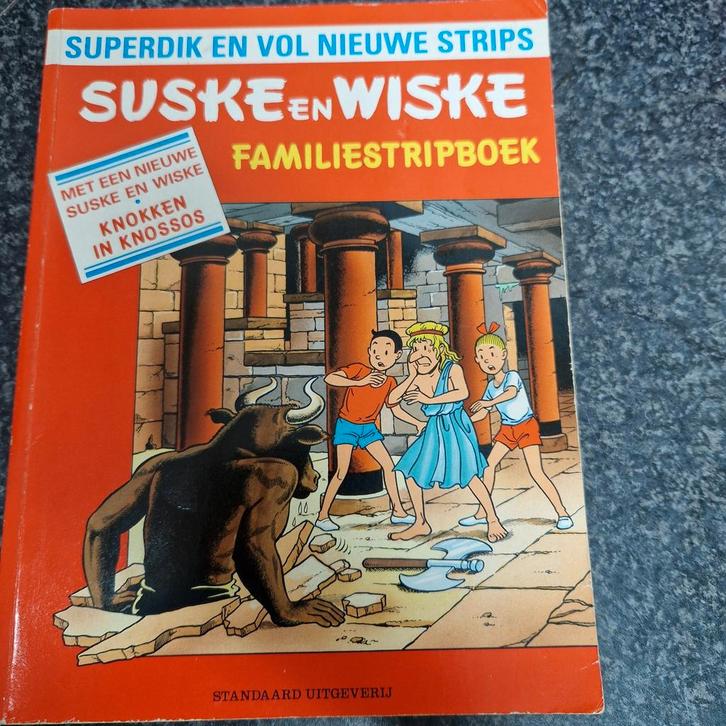 SUPERDIK EN VOL NIEUWE STRIPS
SUSKE EN WISKE
FAMILIESTRIPBOEK
MET EEN NIEUWE
SUSKE EN WISKE
•
KNOKKEN
IN KNOSSOS
STANDAARD UITGEVERIJ